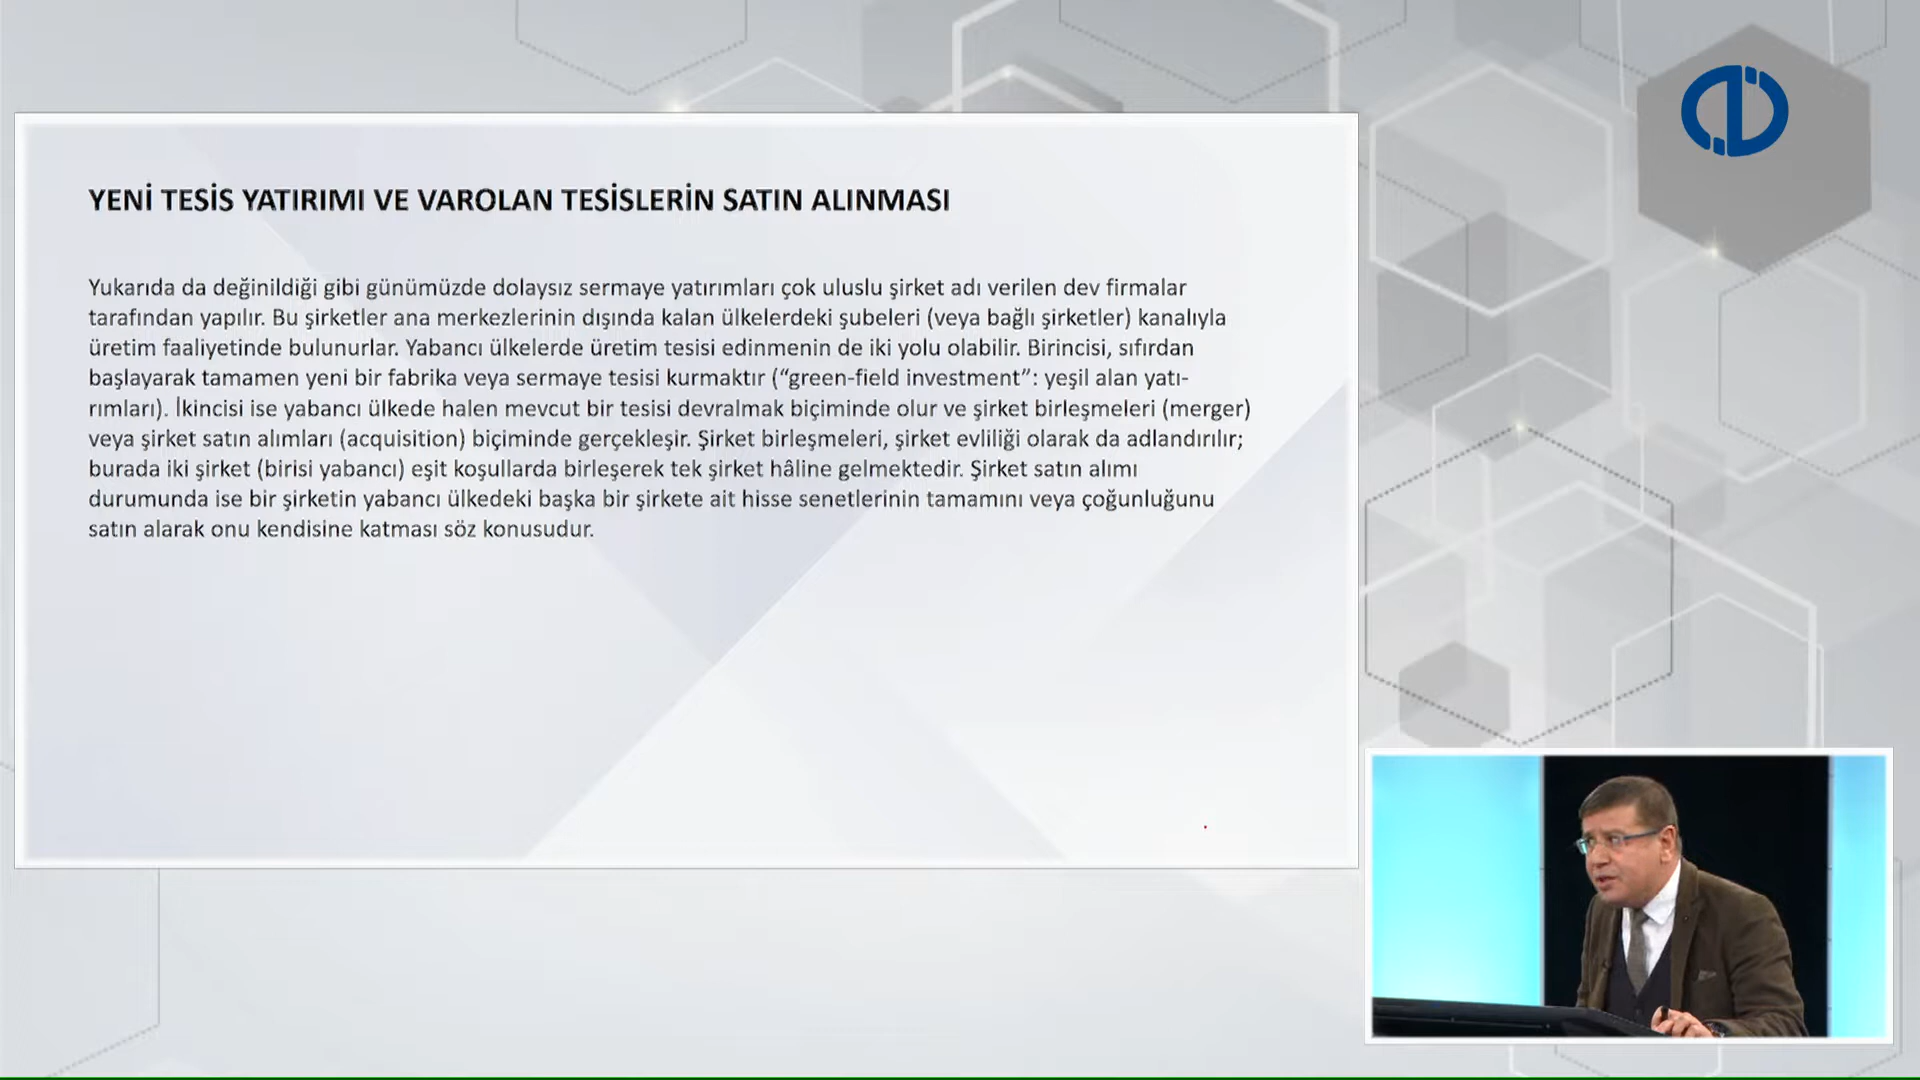 YENİ TESİS YATIRIMI VE VAROLAN TESİSLERİN SATIN ALINMASI
Yukarıda da değinildiği gibi günümüzde dolaysız sermaye yatırımları çok uluslu şirket adı verilen dev firmalar
tarafından yapılır. Bu şirketler ana merkezlerinin dışında kalan ülkelerdeki şubeleri (veya bağlı şirketler) kanalıyla
üretim faaliyetinde bulunurlar. Yabancı ülkelerde üretim tesisi edinmenin de iki yolu olabilir. Birincisi, sıfırdan
başlayarak tamamen yeni bir fabrika veya sermaye tesisi kurmaktır (“green-field investment”: yeşil alan yatı-
rımları). İkincisi ise yabancı ülkede halen mevcut bir tesisi devralmak biçiminde olur ve şirket birleşmeleri (merger)
veya şirket satın alımları (acquisition) biçiminde gerçekleşir. Şirket birleşmeleri, şirket evliliği olarak da adlandırılır;
burada iki şirket (birisi yabancı) eşit koşullarda birleşerek tek şirket hâline gelmektedir. Şirket satın alımı
durumunda ise bir şirketin yabancı ülkedeki başka bir şirkete ait hisse senetlerinin tamamını veya çoğunluğunu
satın alarak onu kendisine katması söz konusudur.